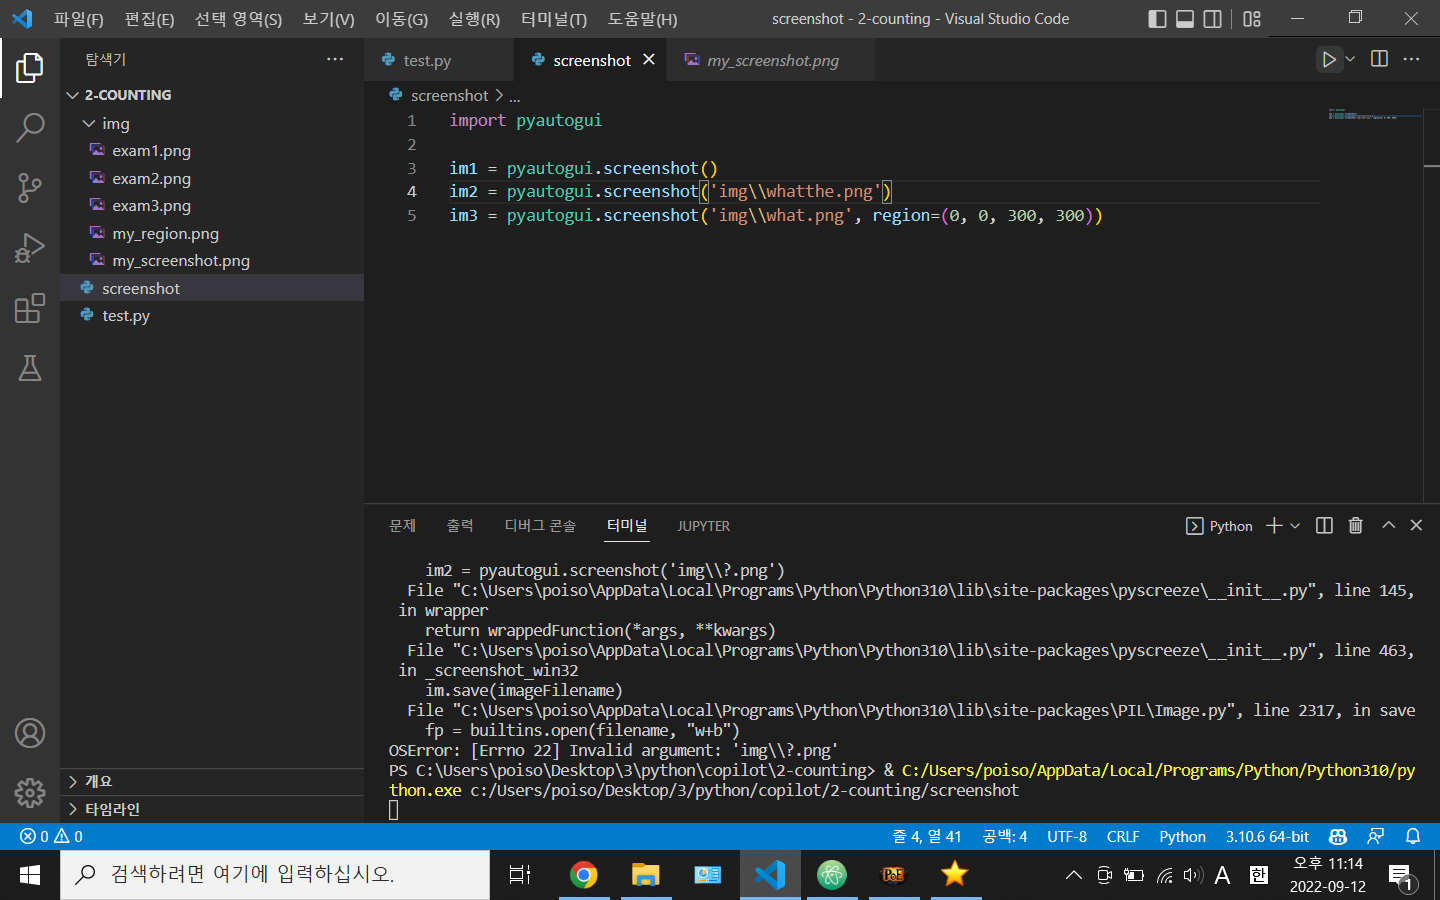 파일(F) 편집(E) 선택 영역(S) 보기(V) 이동(G) 실행(R) 터미널(T) 도움말(H) screenshot - 2-counting - Visual Studio Code
탐색기
test.py screenshot my_screenshot.png
2-COUNTING
img
exam1.png
exam2.png
exam3.png
my_region.png
my_screenshot.png
screenshot
test.py
개요
타임라인
screenshot > ...
1 import pyautogui
2
3 im1 = pyautogui.screenshot()
4 im2 = pyautogui.screenshot('img\\whatthe.png')
5 im3 = pyautogui.screenshot('img\\what.png', region=(0, 0, 300, 300))
문제 출력 디버그 콘솔 터미널 JUPYTER Python
im2 = pyautogui.screenshot('img\\?.png')
File "C:\Users\poiso\AppData\Local\Programs\Python\Python310\lib\site-packages\pyscreeze\__init__.py", line 145,
in wrapper
return wrappedFunction(*args, **kwargs)
File "C:\Users\poiso\AppData\Local\Programs\Python\Python310\lib\site-packages\pyscreeze\__init__.py", line 463,
in _screenshot_win32
im.save(imageFilename)
File "C:\Users\poiso\AppData\Local\Programs\Python\Python310\lib\site-packages\PIL\Image.py", line 2317, in save
fp = builtins.open(filename, "w+b")
OSError: [Errno 22] Invalid argument: 'img\\?.png'
PS C:\Users\poiso\Desktop\3\python\copilot\2-counting> & C:/Users/poiso/AppData/Local/Programs/Python/Python310/py
thon.exe c:/Users/poiso/Desktop/3/python/copilot/2-counting/screenshot
0 0 줄 4, 열 41 공백: 4 UTF-8 CRLF Python 3.10.6 64-bit
검색하려면 여기에 입력하십시오.
PoE
A 한 오후 11:14
2022-09-12
1